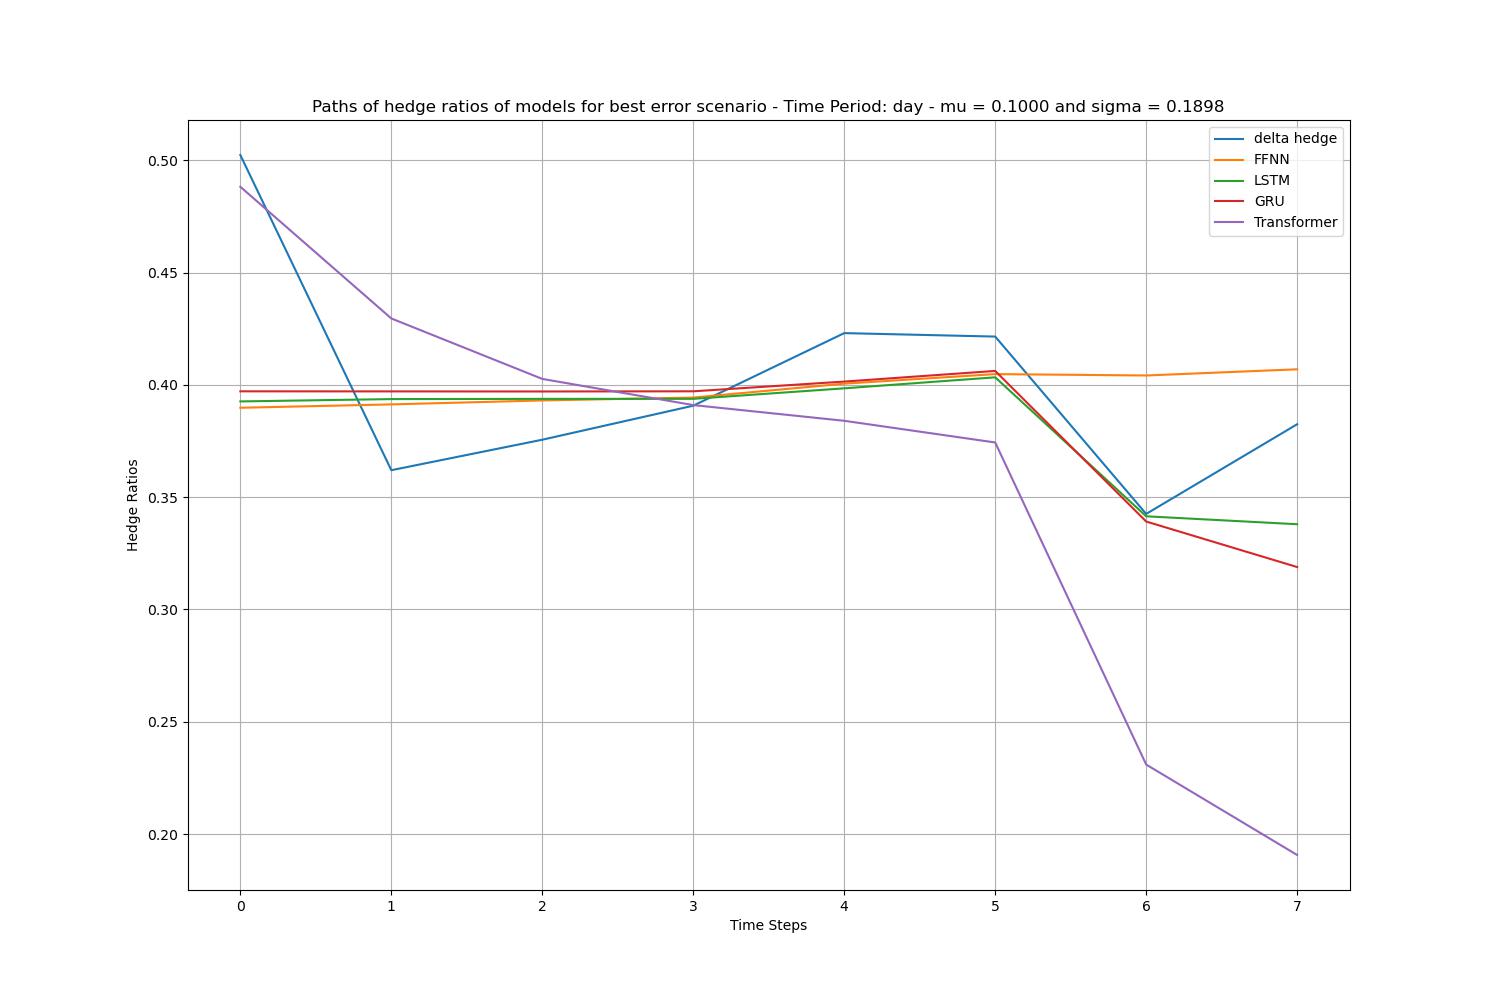 Paths of hedge ratios of models for best error scenario - Time Period: day - mu = 0.1000 and sigma = 0.1898
delta hedge
FFNN
LSTM
GRU
Transformer
0.50
0.45
0.40
0.35
0.30
0.25
0.20
Hedge Ratios
0 1 2 3 4 5 6 7
Time Steps